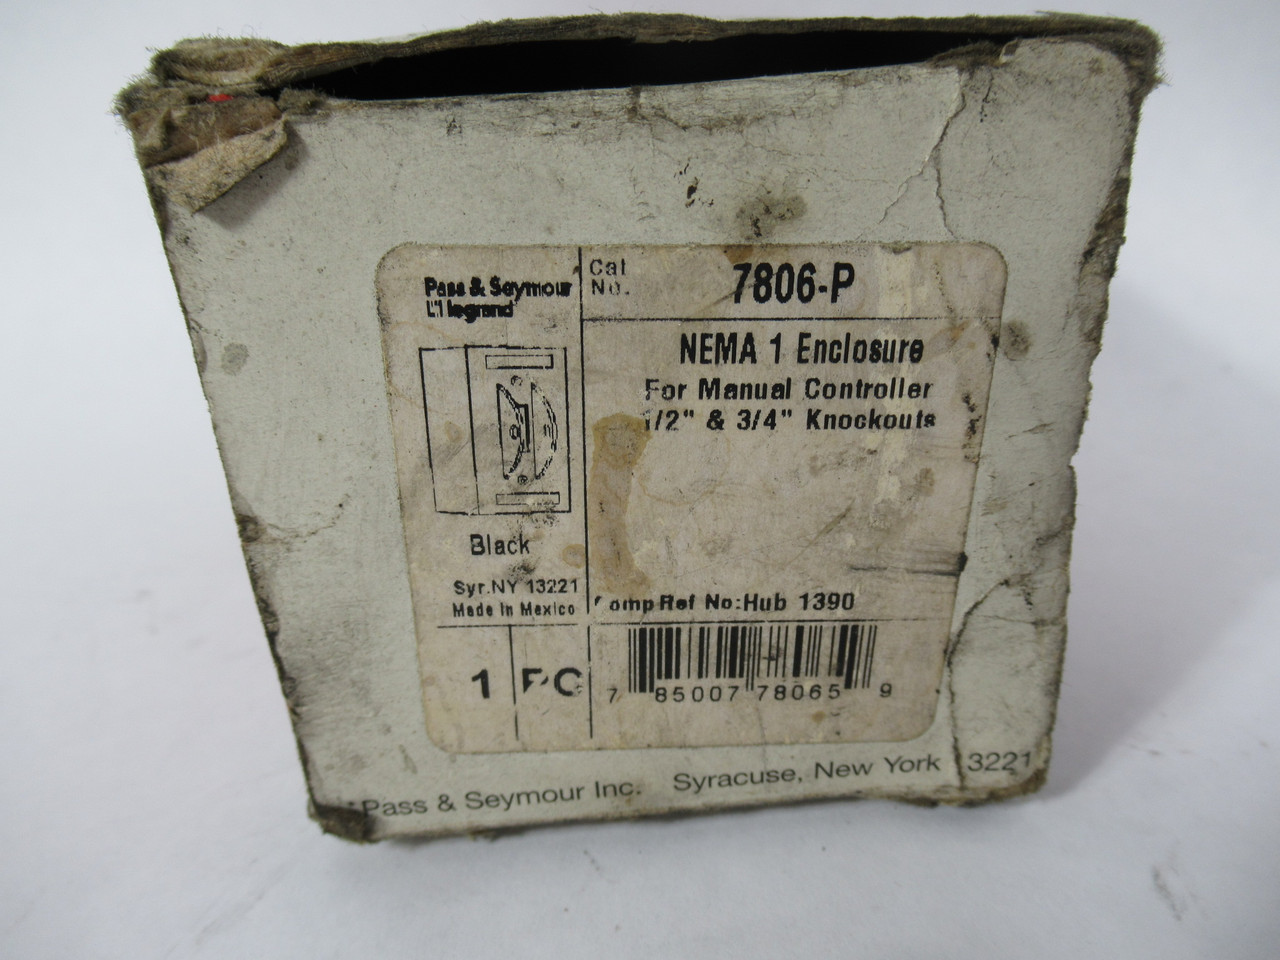 Pass & Seymour
legrand
Cat
No.
7806-P
NEMA 1 Enclosure
For Manual Controller
1/2" & 3/4" Knockouts
Black
Syr.NY 13221
Made In Mexico
Comp Ref No:Hub 1390
1 PC
7 85007 78065 9
Pass & Seymour Inc. Syracuse, New York 13221